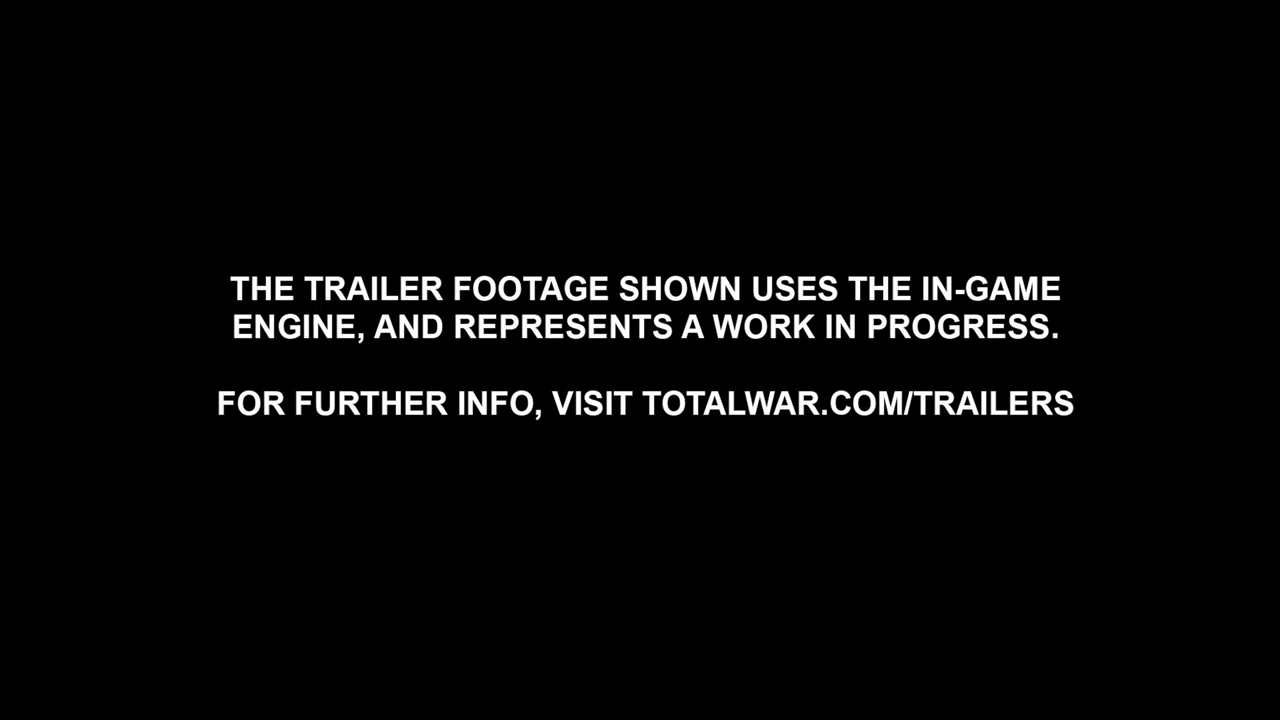 THE TRAILER FOOTAGE SHOWN USES THE IN-GAME
ENGINE, AND REPRESENTS A WORK IN PROGRESS.
FOR FURTHER INFO, VISIT TOTALWAR.COM/TRAILERS